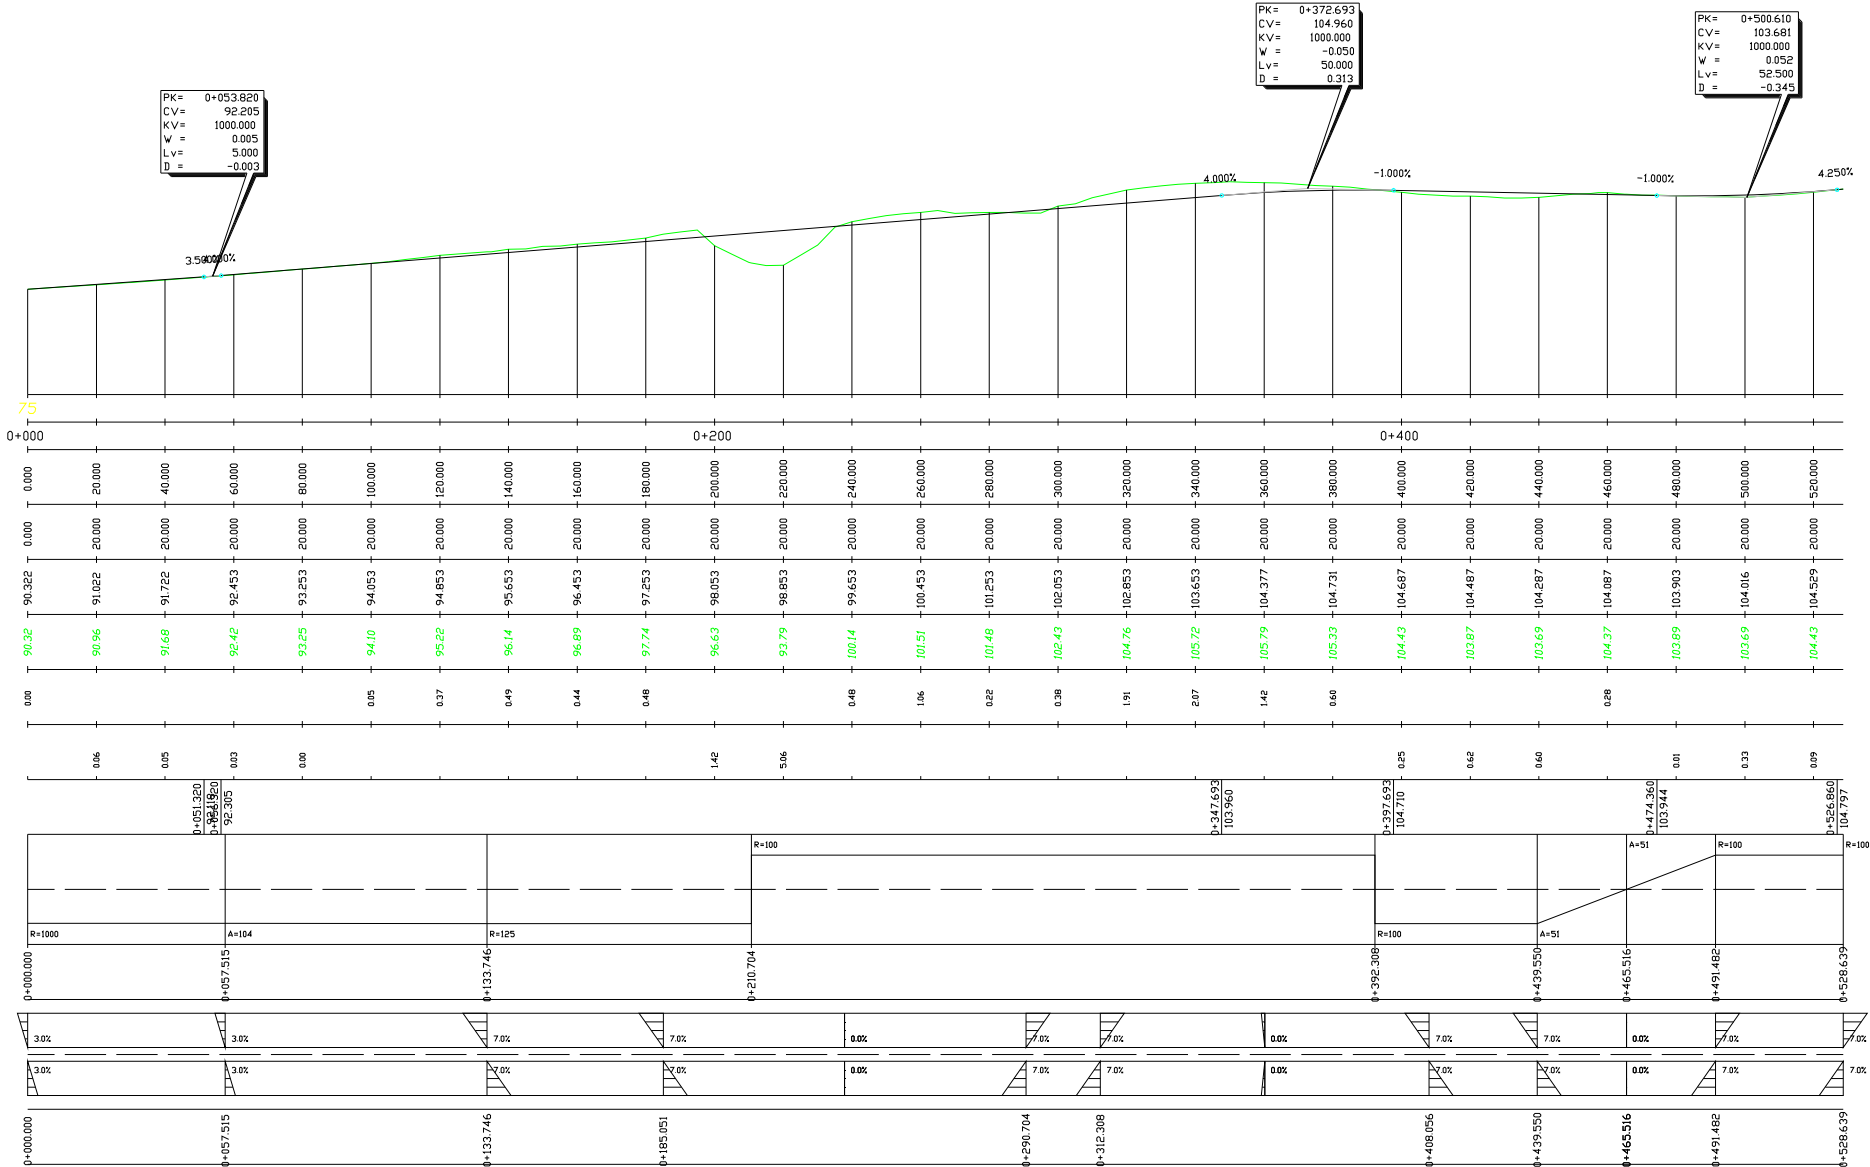 PK= 0+372.693
CV= 104.960
KV= 1000.000
W = -0.050
Lv= 50.000
D = 0.313
PK= 0+500.610
CV= 103.681
KV= 1000.000
W = 0.052
Lv= 52.500
D = -0.345
PK= 0+053.820
CV= 92.205
KV= 1000.000
W = 0.005
Lv= 5.000
D = -0.003
3.500% 4.000%
4.000%
-1.000%
-1.000%
4.250%
75
0+000 0+200 0+400
0.000 20.000 40.000 60.000 80.000 100.000 120.000 140.000 160.000 180.000 200.000 220.000 240.000 260.000 280.000 300.000 320.000 340.000 360.000 380.000 400.000 420.000 440.000 460.000 480.000 500.000 520.000
0.000 20.000 20.000 20.000 20.000 20.000 20.000 20.000 20.000 20.000 20.000 20.000 20.000 20.000 20.000 20.000 20.000 20.000 20.000 20.000 20.000 20.000 20.000 20.000 20.000 20.000 20.000
90.322 91.022 91.722 92.453 93.253 94.053 94.853 95.653 96.453 97.253 98.053 98.853 99.653 100.453 101.253 102.053 102.853 103.653 104.377 104.731 104.687 104.487 104.287 104.087 103.903 104.016 104.529
90.32 90.96 91.68 92.42 93.25 94.10 95.22 96.14 96.89 97.74 96.63 93.79 100.14 101.51 101.48 102.43 104.76 105.72 105.79 105.33 104.43 103.87 103.69 104.37 103.89 103.69 104.43
0.00 0.05 0.37 0.49 0.44 0.48 0.48 1.06 0.22 0.38 1.91 2.07 1.42 0.60 0.28
0.06 0.05 0.03 0.00 1.42 5.06 0.25 0.62 0.60 0.01 0.33 0.09
0+051.320 0+056.320 92.305 0+347.693 103.960 0+397.693 104.710 0+474.360 103.944 0+526.860 104.797
R=100 A=51 R=100 R=100
R=1000 A=104 R=125 R=100 A=51
0+000.000 0+057.515 0+133.746 0+210.704 0+392.308 0+439.550 0+465.516 0+491.482 0+528.639
3.0% 3.0% 7.0% 7.0% 0.0% 7.0% 7.0% 0.0% 7.0% 7.0% 0.0% 7.0% 7.0%
3.0% 3.0% 7.0% 7.0% 0.0% 7.0% 7.0% 0.0% 7.0% 7.0% 0.0% 7.0% 7.0%
0+000.000 0+057.515 0+133.746 0+185.051 0+290.704 0+312.308 0+408.056 0+439.550 0+465.516 0+491.482 0+528.639